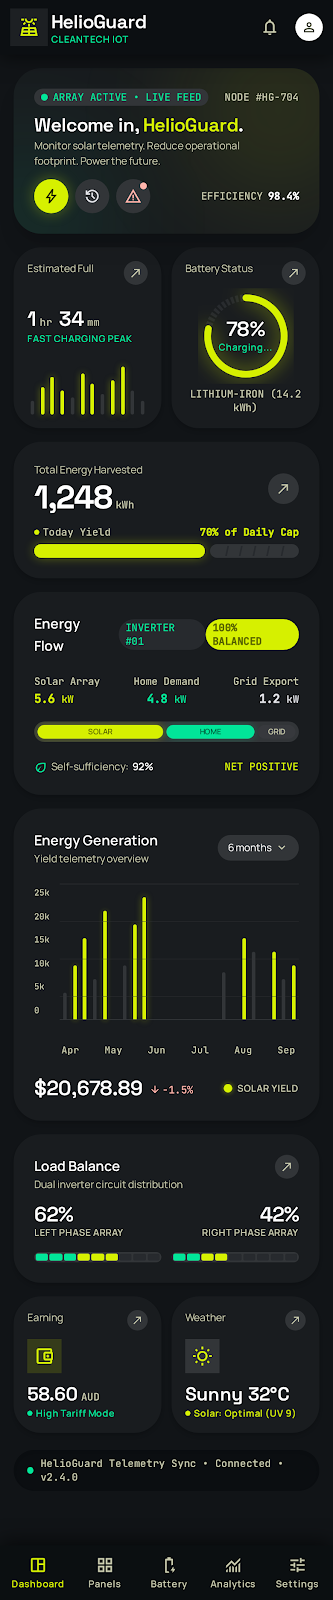 HelioGuard
CLEANTECH IOT
ARRAY ACTIVE • LIVE FEED
NODE #HG-704
Welcome in, HelioGuard.
Monitor solar telemetry. Reduce operational
footprint. Power the future.
EFFICIENCY 98.4%
Estimated Full
1 hr 34 mm
FAST CHARGING PEAK
Battery Status
78%
Charging...
LITHIUM-IRON (14.2
kWh)
Total Energy Harvested
1,248 kWh
Today Yield
70% of Daily Cap
Energy
Flow
INVERTER
#01
100%
BALANCED
Solar Array
5.6 kW
Home Demand
4.8 kW
Grid Export
1.2 kW
SOLAR
HOME
GRID
Self-sufficiency: 92%
NET POSITIVE
Energy Generation
Yield telemetry overview
6 months
25k
20k
15k
10k
5k
0
Apr May Jun Jul Aug Sep
$20,678.89 ↓ -1.5%
SOLAR YIELD
Load Balance
Dual inverter circuit distribution
62%
LEFT PHASE ARRAY
42%
RIGHT PHASE ARRAY
Earning
58.60 AUD
High Tariff Mode
Weather
Sunny 32°C
Solar: Optimal (UV 9)
HelioGuard Telemetry Sync • Connected •
v2.4.0
Dashboard Panels Battery Analytics Settings